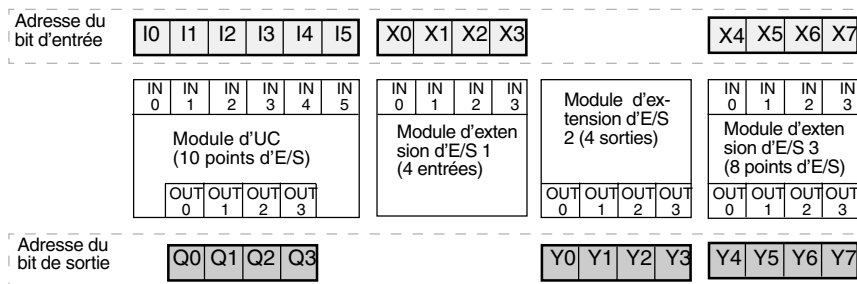 Adresse du
bit d'entrée
I0 I1 I2 I3 I4 I5 X0 X1 X2 X3 X4 X5 X6 X7
IN 0 IN 1 IN 2 IN 3 IN 4 IN 5
Module d'UC
(10 points d'E/S)
OUT 0 OUT 1 OUT 2 OUT 3
IN 0 IN 1 IN 2 IN 3
Module d'exten
sion d'E/S 1
(4 entrées)
Module d'ex-
tension d'E/S
2 (4 sorties)
OUT 0 OUT 1 OUT 2 OUT 3
IN 0 IN 1 IN 2 IN 3
Module d'exten
sion d'E/S 3
(8 points d'E/S)
OUT 0 OUT 1 OUT 2 OUT 3
Adresse du
bit de sortie
Q0 Q1 Q2 Q3 Y0 Y1 Y2 Y3 Y4 Y5 Y6 Y7